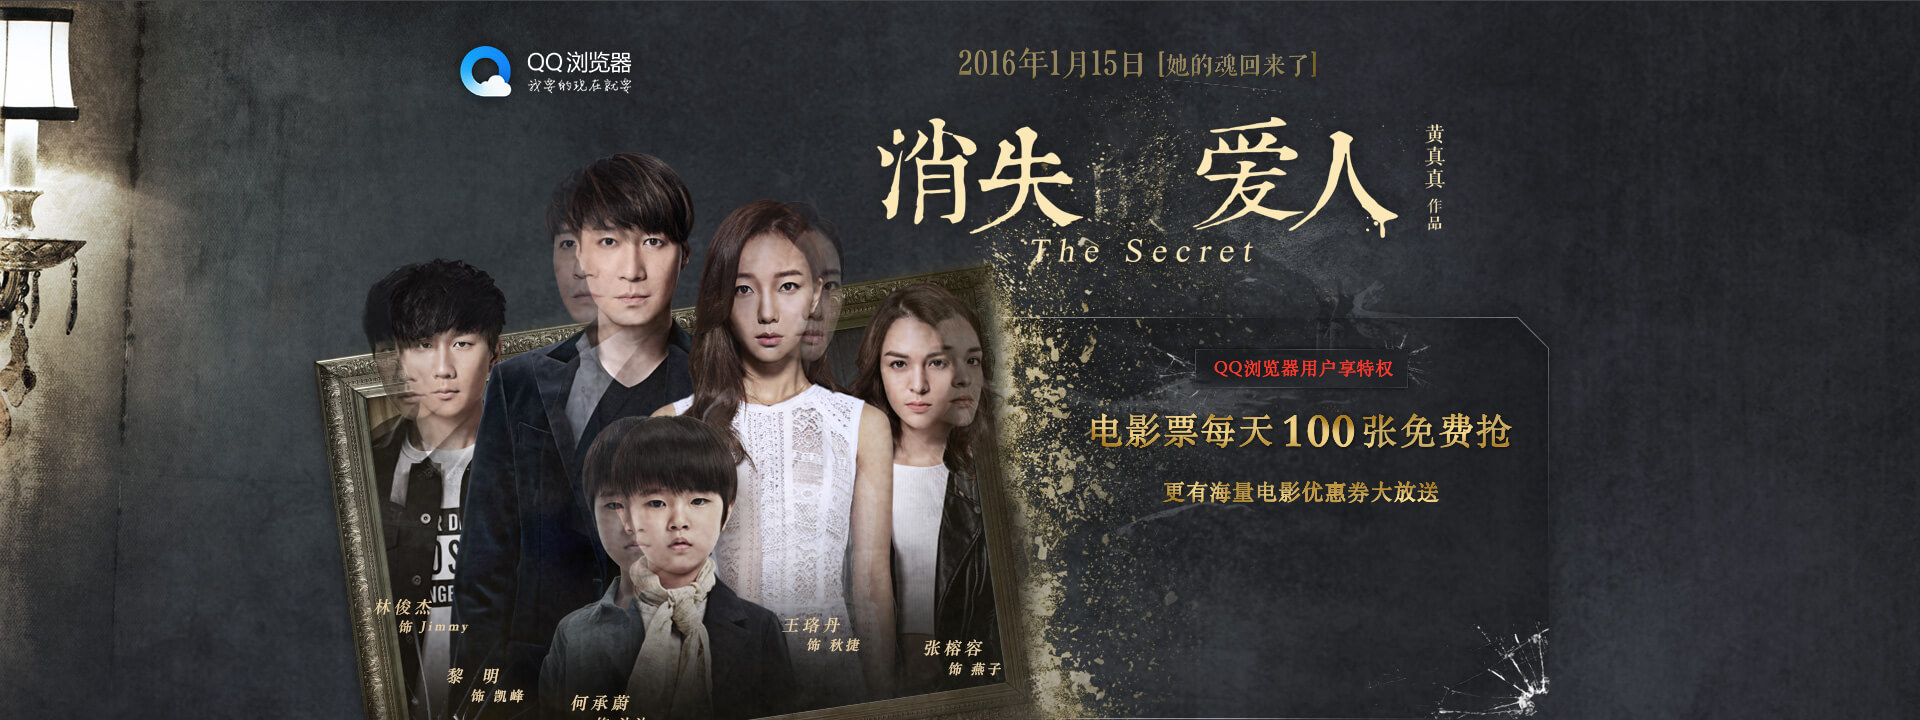 QQ浏览器
我要的现在就要
2016年1月15日 [她的魂回来了]
消失的爱人
黄真真 作品
The Secret
QQ浏览器用户享特权
电影票每天100张免费抢
更有海量电影优惠券大放送
林俊杰
饰 Jimmy
王珞丹
饰 秋捷
张榕容
饰 燕子
黎 明
饰 凯峰
何承蔚